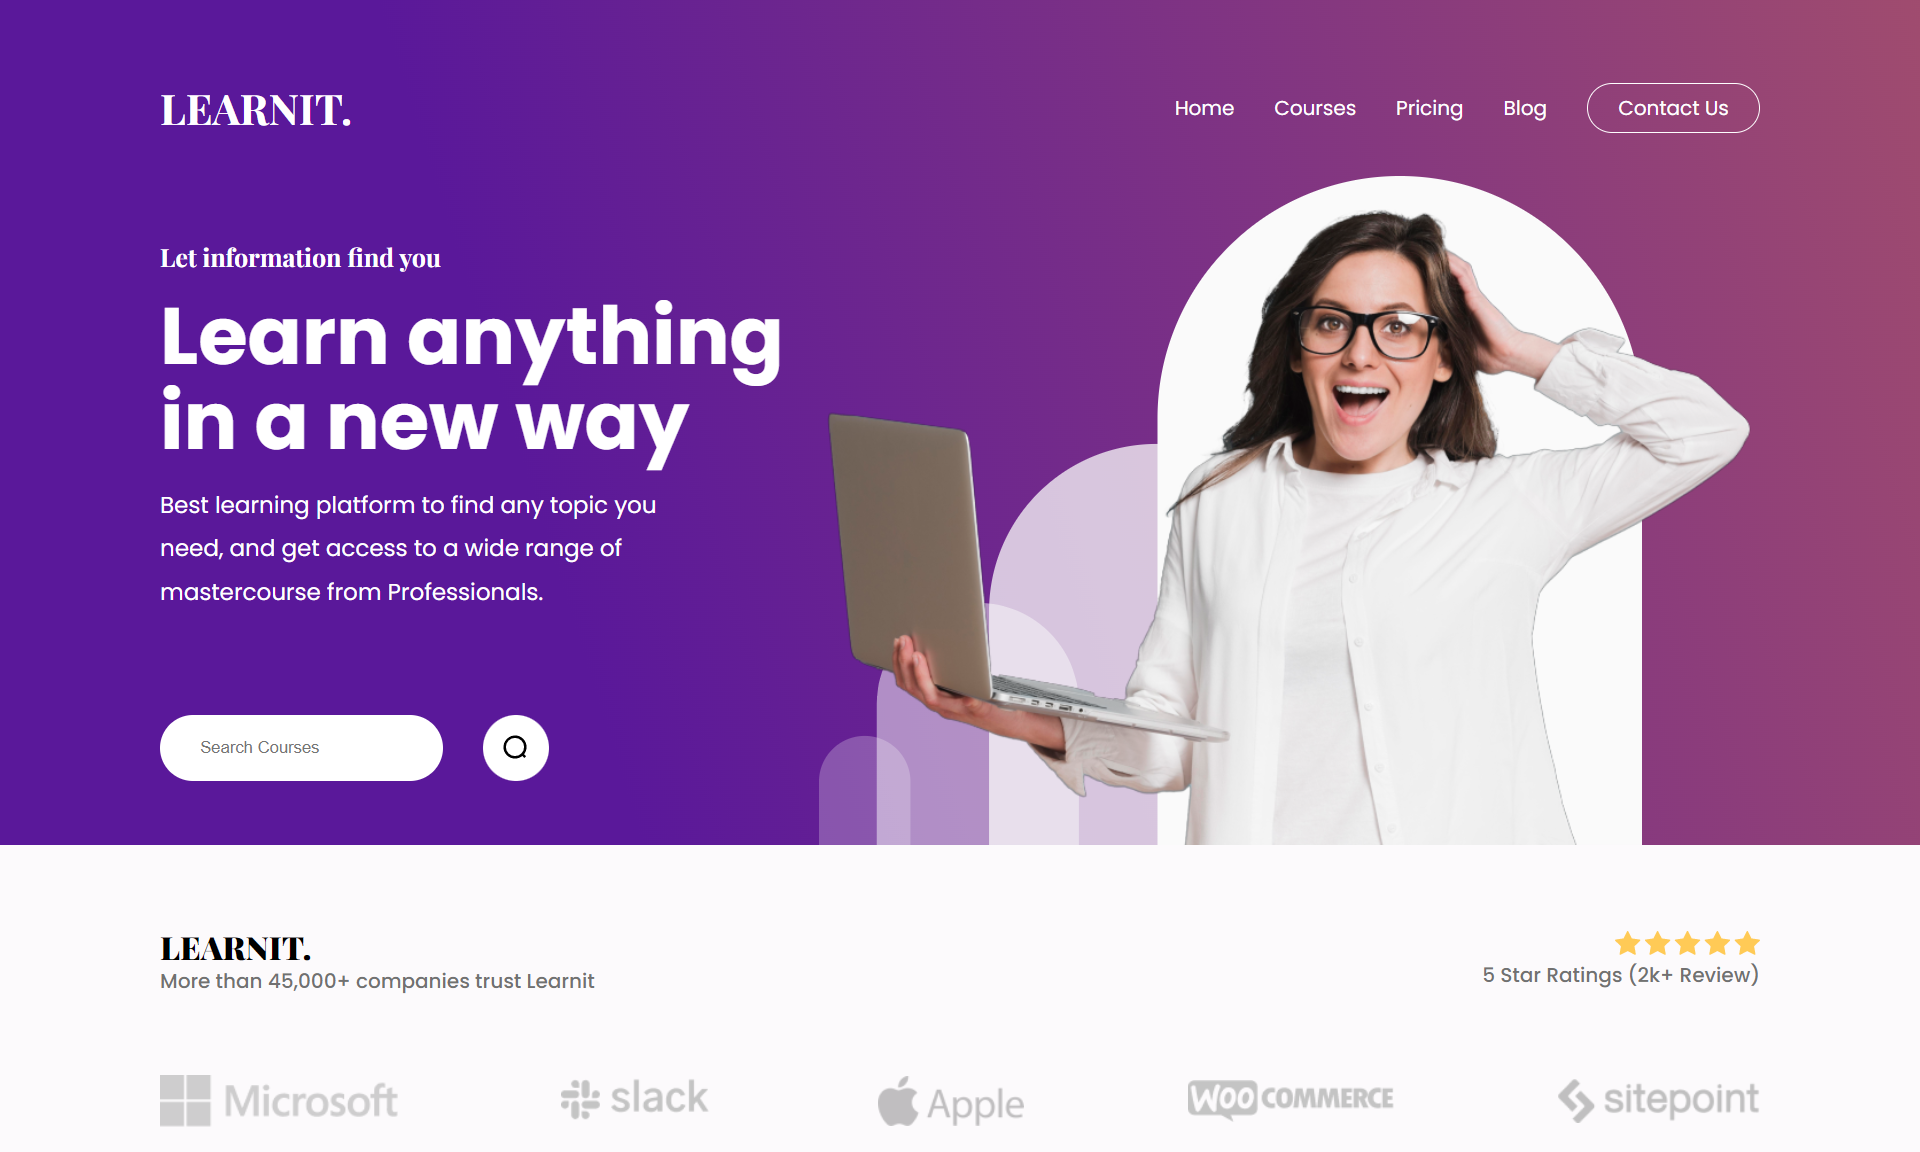 LEARNIT.
Home
Courses
Pricing
Blog
Contact Us
Let information find you
Learn anything
in a new way
Best learning platform to find any topic you
need, and get access to a wide range of
mastercourse from Professionals.
Search Courses
LEARNIT.
More than 45,000+ companies trust Learnit
5 Star Ratings (2k+ Review)
Microsoft
slack
Apple
WOO COMMERCE
sitepoint